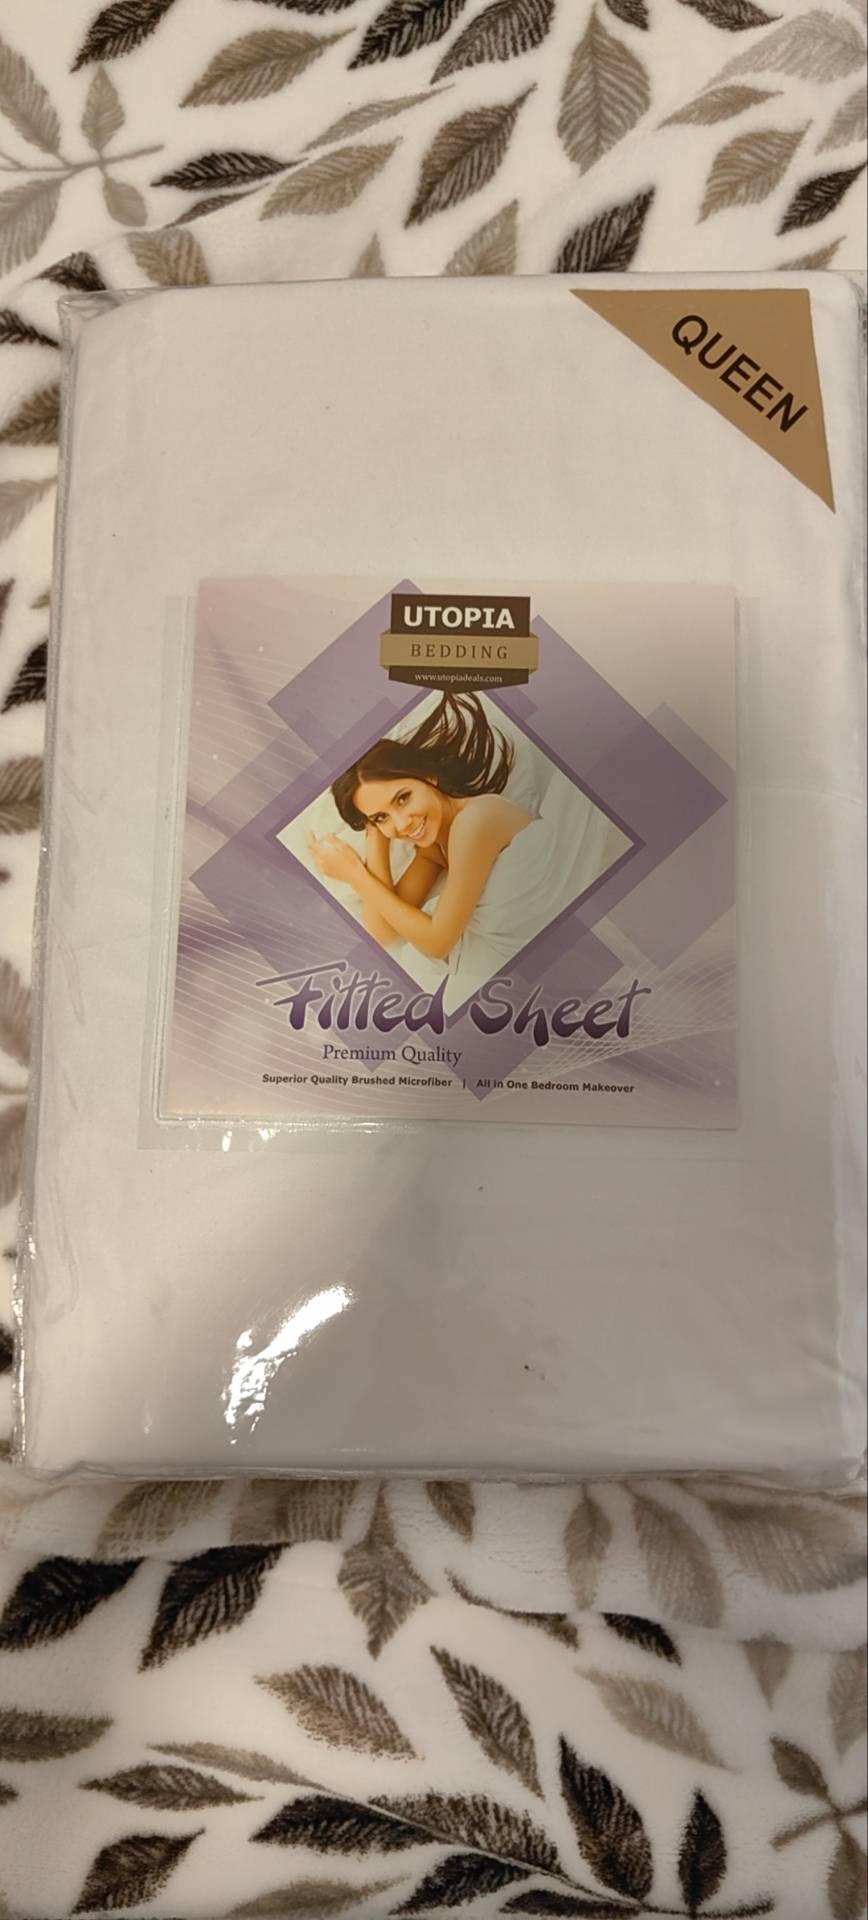 QUEEN
UTOPIA
BEDDING
www.utopiadeals.com
Fitted Sheet
Premium Quality
Superior Quality Brushed Microfiber | All in One Bedroom Makeover